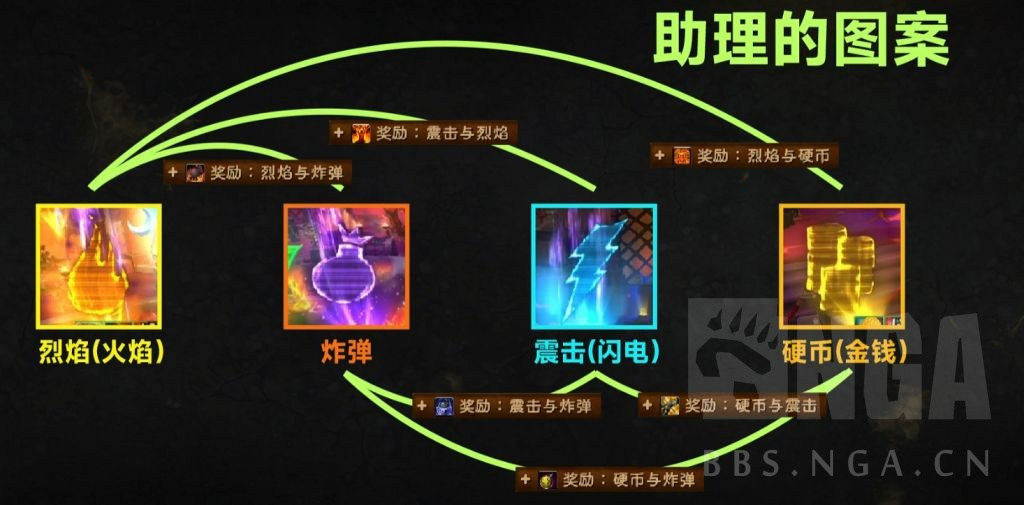 助理的图案
+ 奖励：震击与烈焰
+ 奖励：烈焰与硬币
+ 奖励：烈焰与炸弹
烈焰(火焰)
炸弹
震击(闪电)
硬币(金钱)
+ 奖励：震击与炸弹
+ 奖励：硬币与震击
+ 奖励：硬币与炸弹
NGA
BBS.NGA.CN